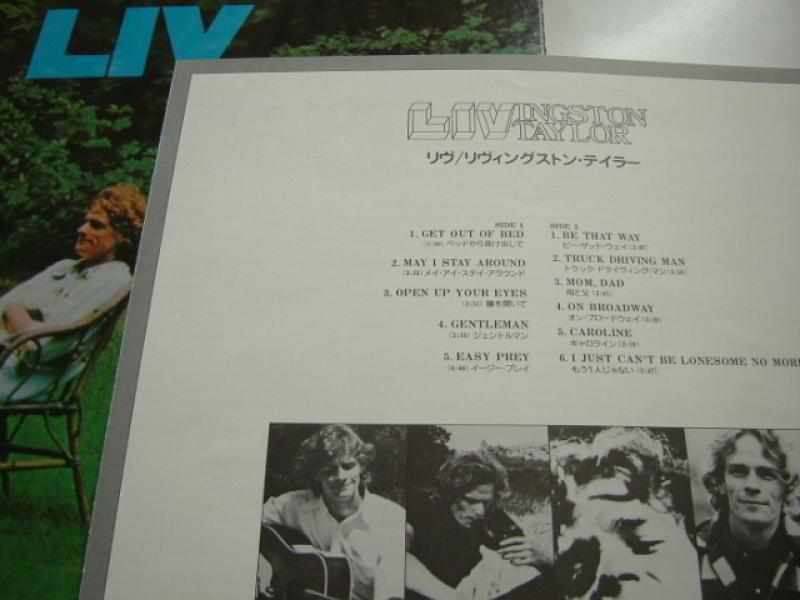 LIV
LIVINGSTON
TAYLOR
リヴ/リヴィングストン・テイラー
SIDE 1
1. GET OUT OF BED
(2:50) ベッドから抜け出して
2. MAY I STAY AROUND
メイ・アイ・ステイ・アラウンド
3. OPEN UP YOUR EYES
瞳を開いて
4. GENTLEMAN
ジェントルマン
5. EASY PREY
(4:44) イージー・プレイ
SIDE 2
1. BE THAT WAY
ビー・ザット・ウェイ
2. TRUCK DRIVING MAN
トラック・ドライヴィング・マン
3. MOM, DAD
母と父
4. ON BROADWAY
オン・ブロードウェイ
5. CAROLINE
キャロライン
6. I JUST CAN'T BE LONESOME NO MORE
もう1人じゃない (2:47)